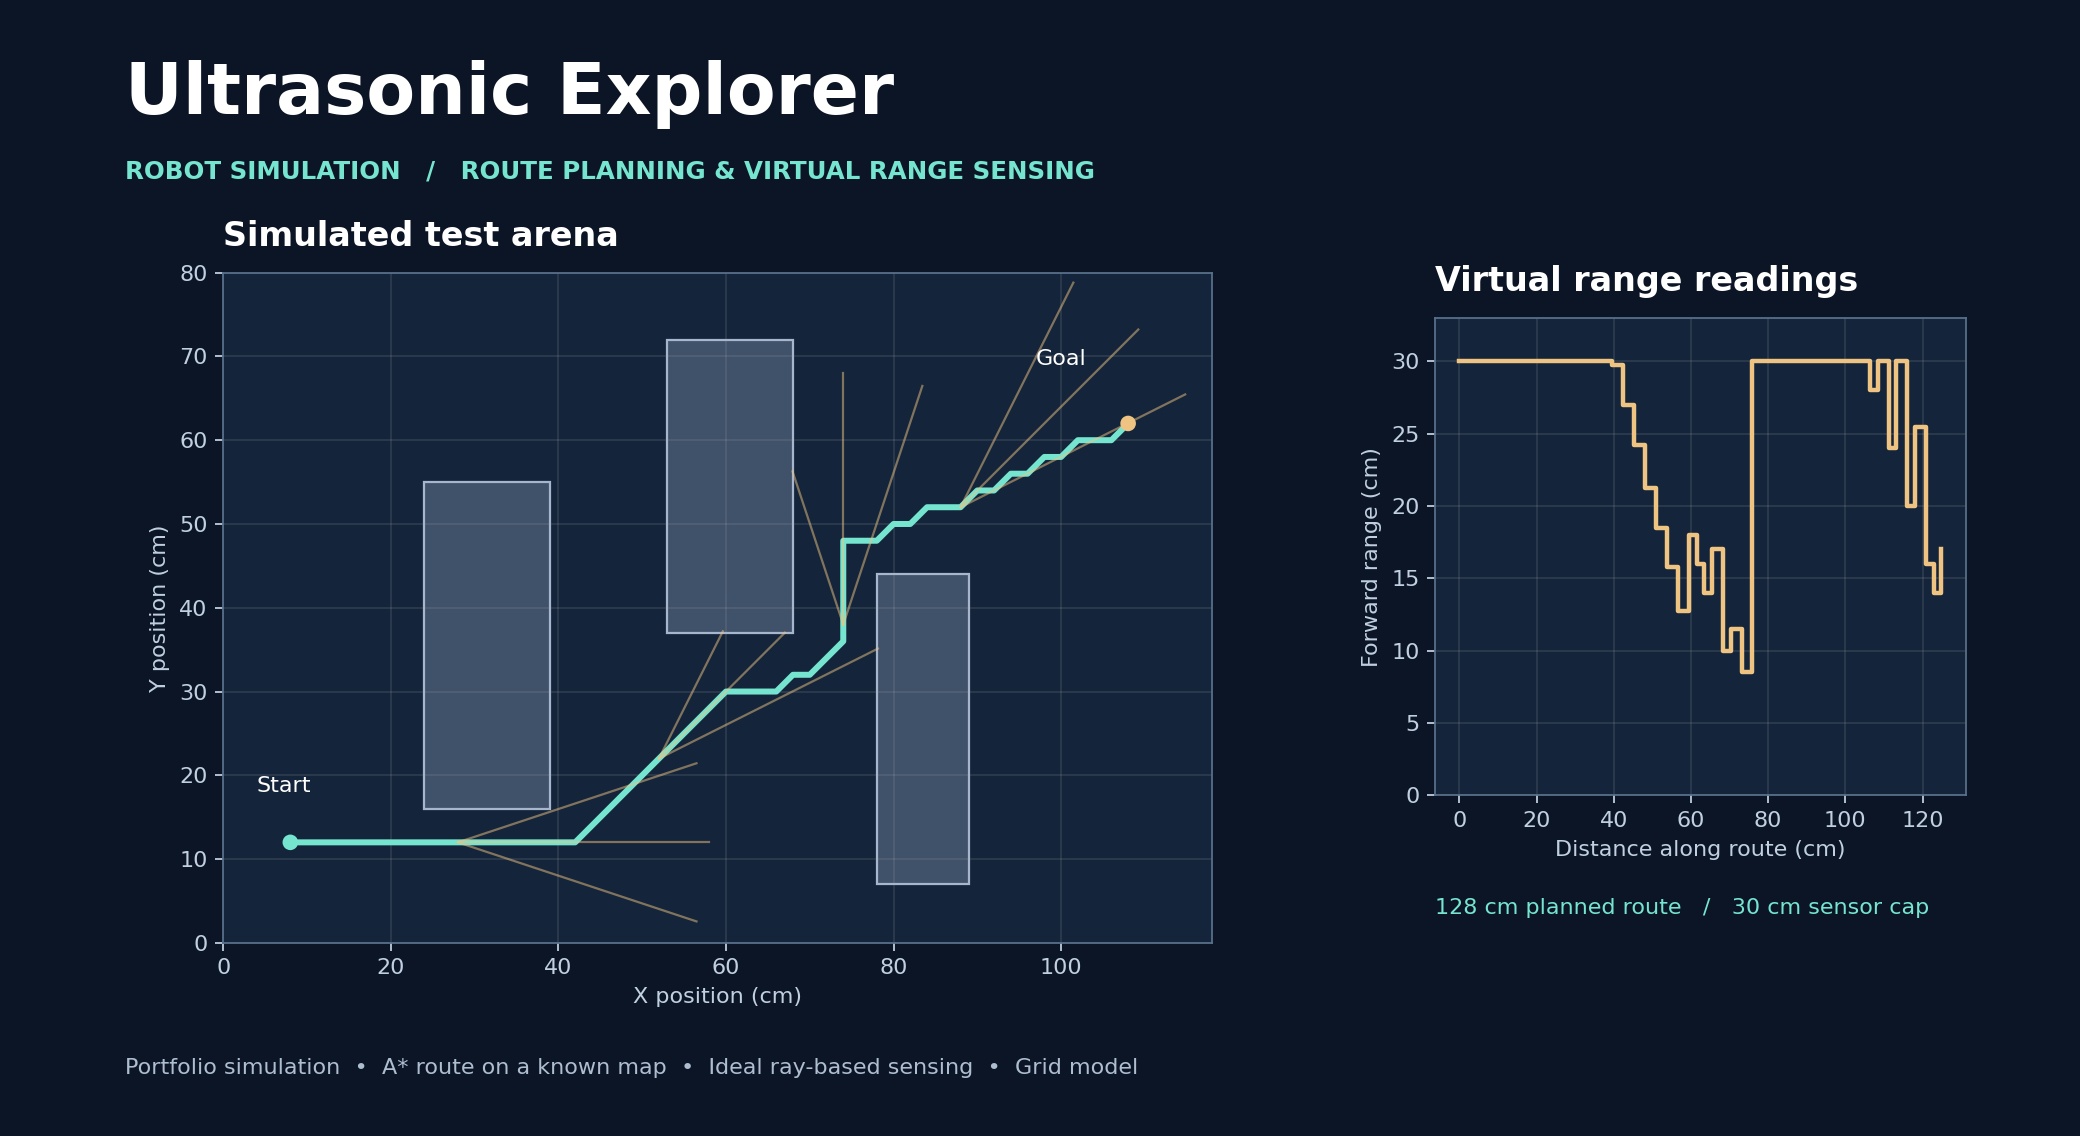 Ultrasonic Explorer
ROBOT SIMULATION / ROUTE PLANNING & VIRTUAL RANGE SENSING
Simulated test arena
80
70
60
50
40
30
20
10
0
Y position (cm)
Start
Goal
0 20 40 60 80 100
X position (cm)
Virtual range readings
30
25
20
15
10
5
0
Forward range (cm)
0 20 40 60 80 100 120
Distance along route (cm)
128 cm planned route / 30 cm sensor cap
Portfolio simulation • A* route on a known map • Ideal ray-based sensing • Grid model